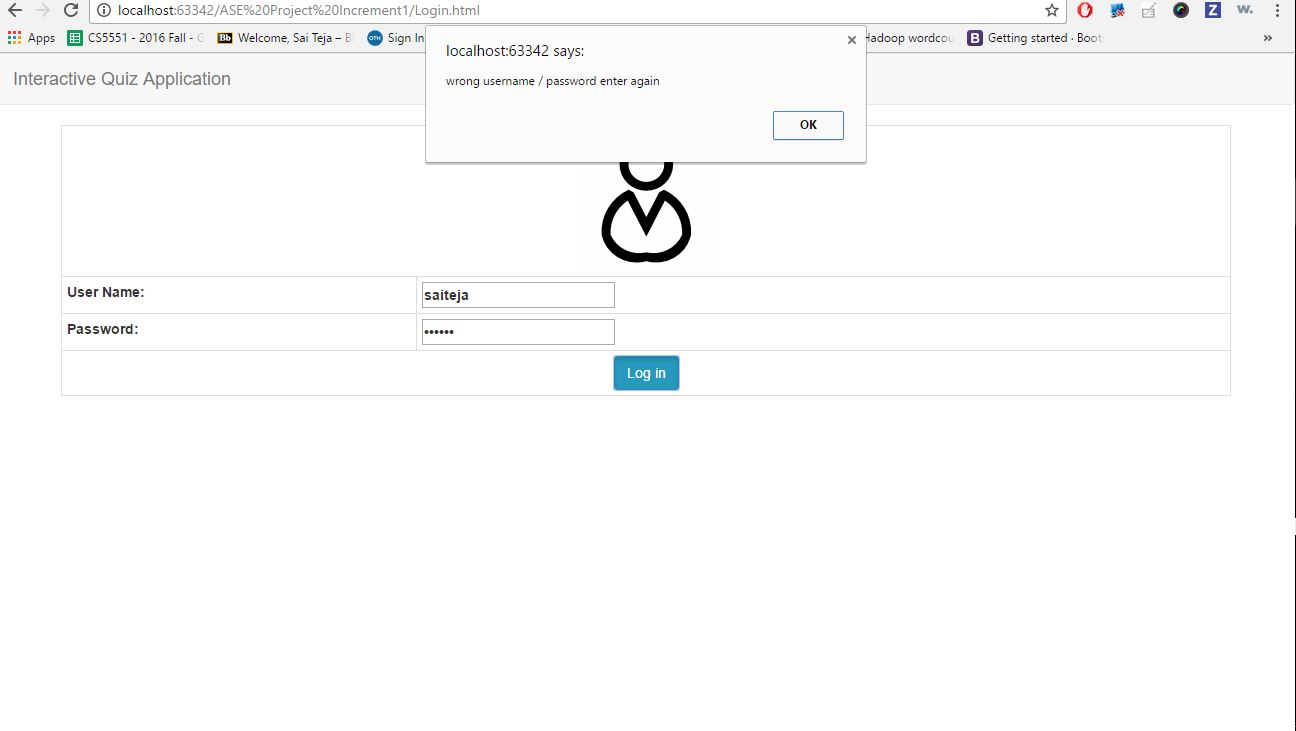 localhost:63342/ASE%20Project%20Increment1/Login.html
Apps CS5551 - 2016 Fall - Bb Welcome, Sai Teja – OTH Sign In Hadoop B Getting started · Boot »
Z w.
localhost:63342 says:
wrong username / password enter again
OK
Interactive Quiz Application
User Name: saiteja
Password: ••••••
Log in